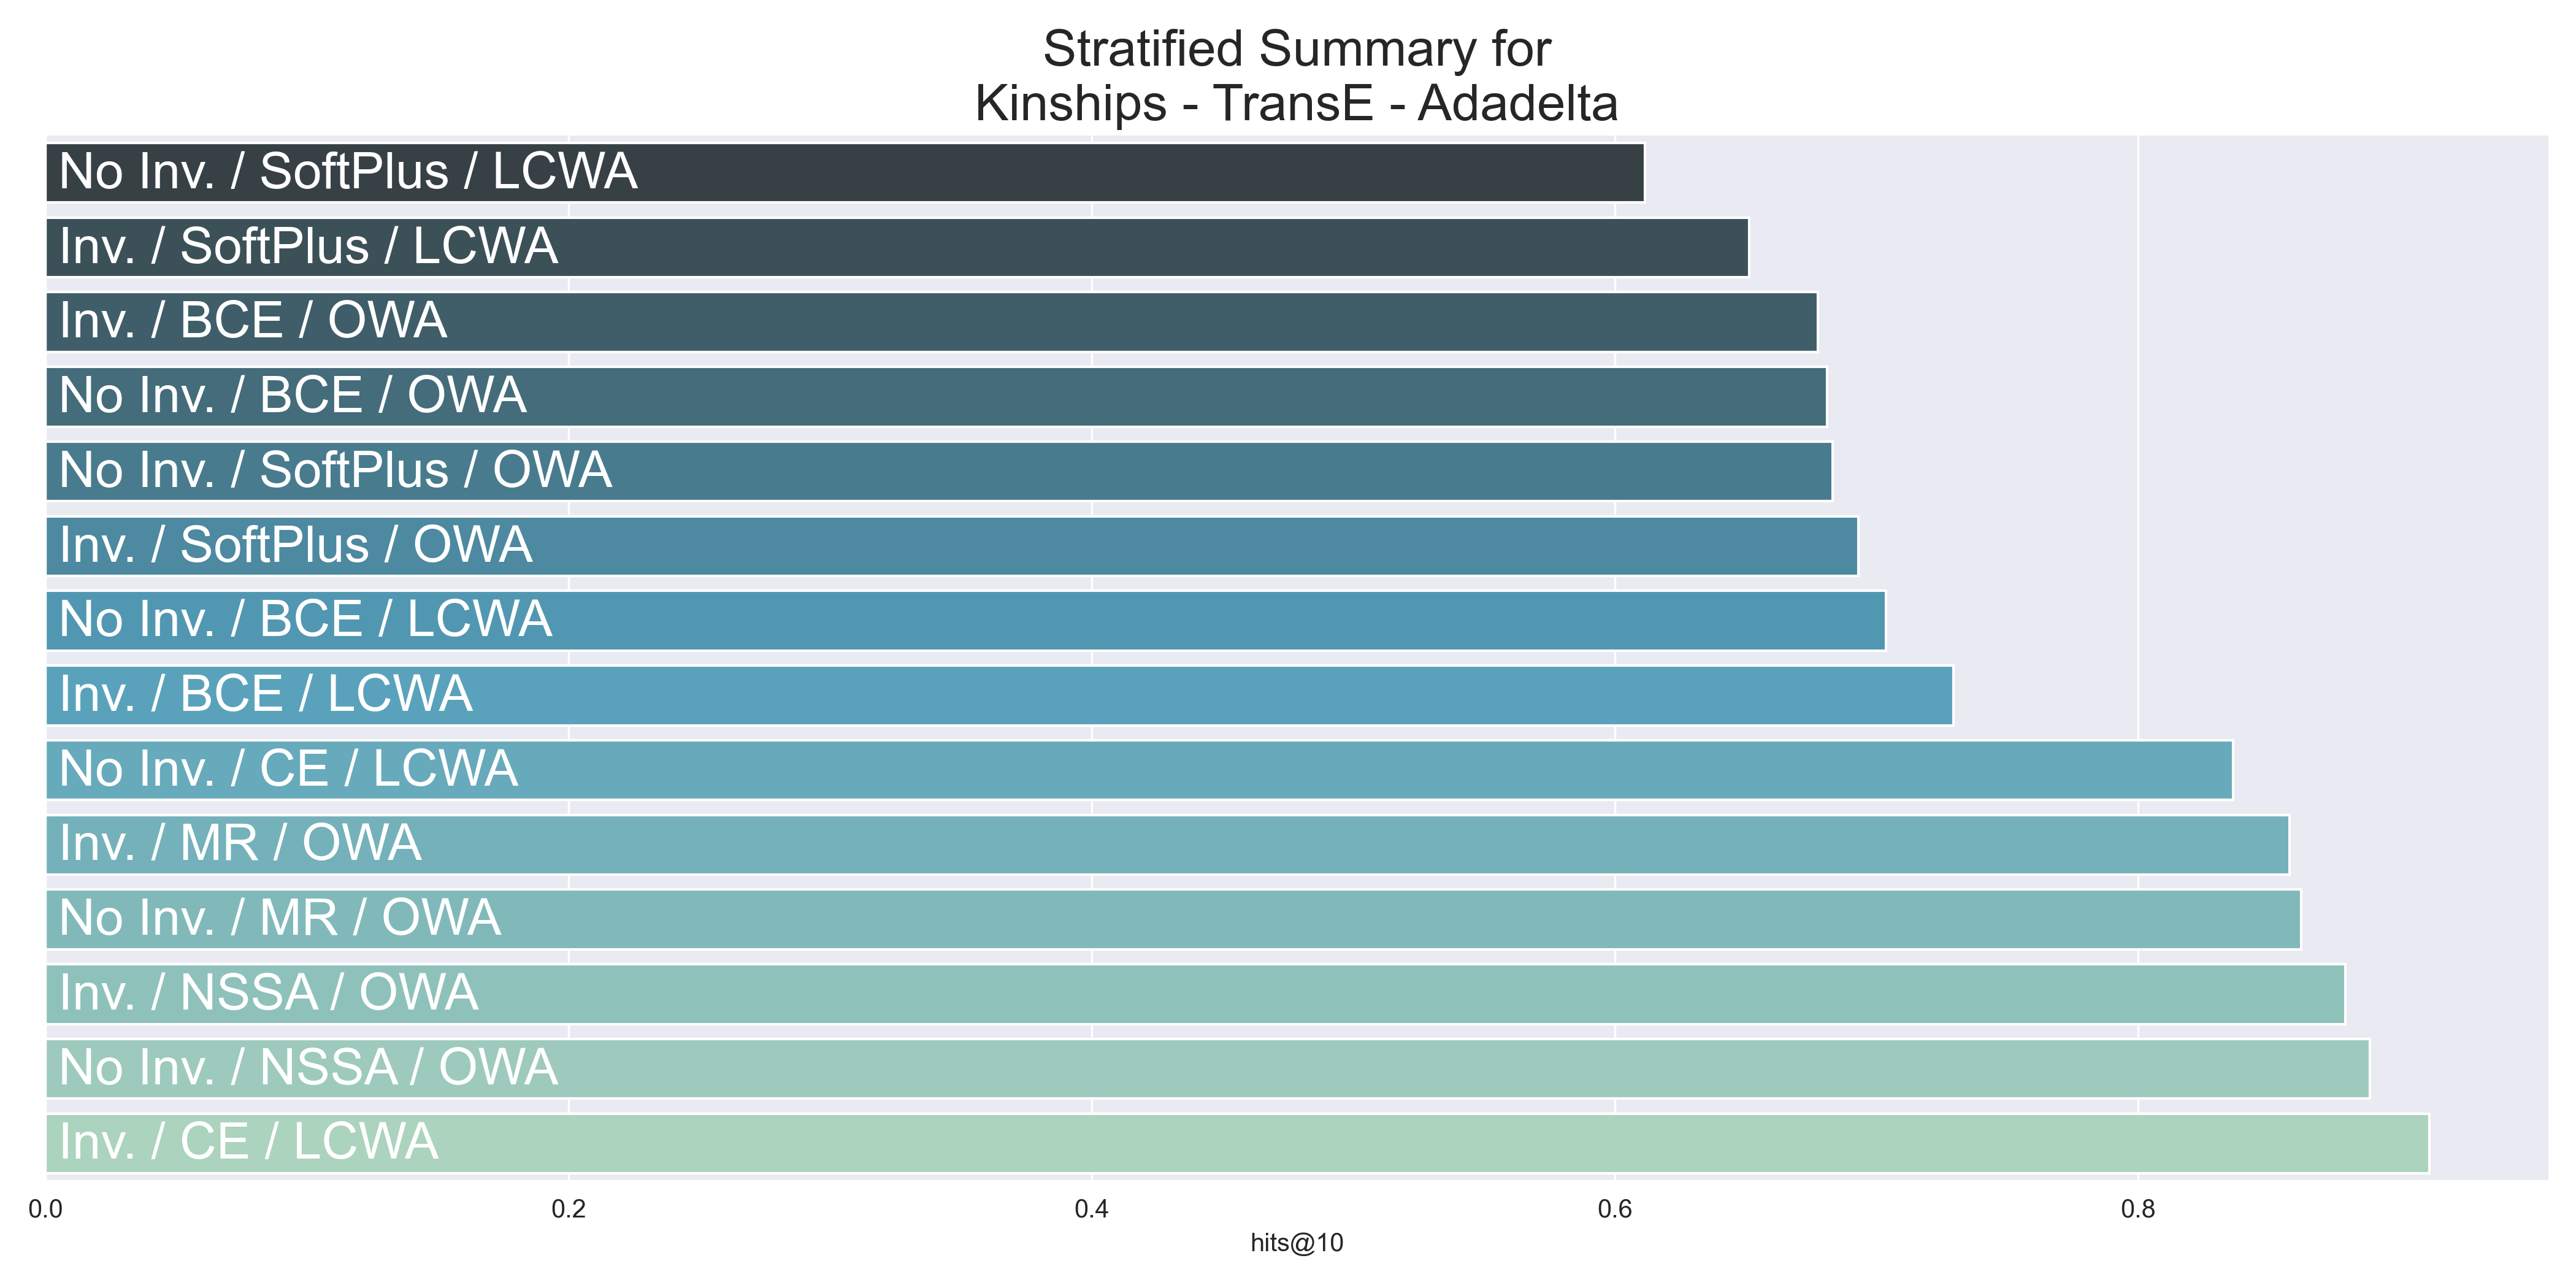 Stratified Summary for
Kinships - TransE - Adadelta
No Inv. / SoftPlus / LCWA
Inv. / SoftPlus / LCWA
Inv. / BCE / OWA
No Inv. / BCE / OWA
No Inv. / SoftPlus / OWA
Inv. / SoftPlus / OWA
No Inv. / BCE / LCWA
Inv. / BCE / LCWA
No Inv. / CE / LCWA
Inv. / MR / OWA
No Inv. / MR / OWA
Inv. / NSSA / OWA
No Inv. / NSSA / OWA
Inv. / CE / LCWA
0.0 0.2 0.4 0.6 0.8
hits@10